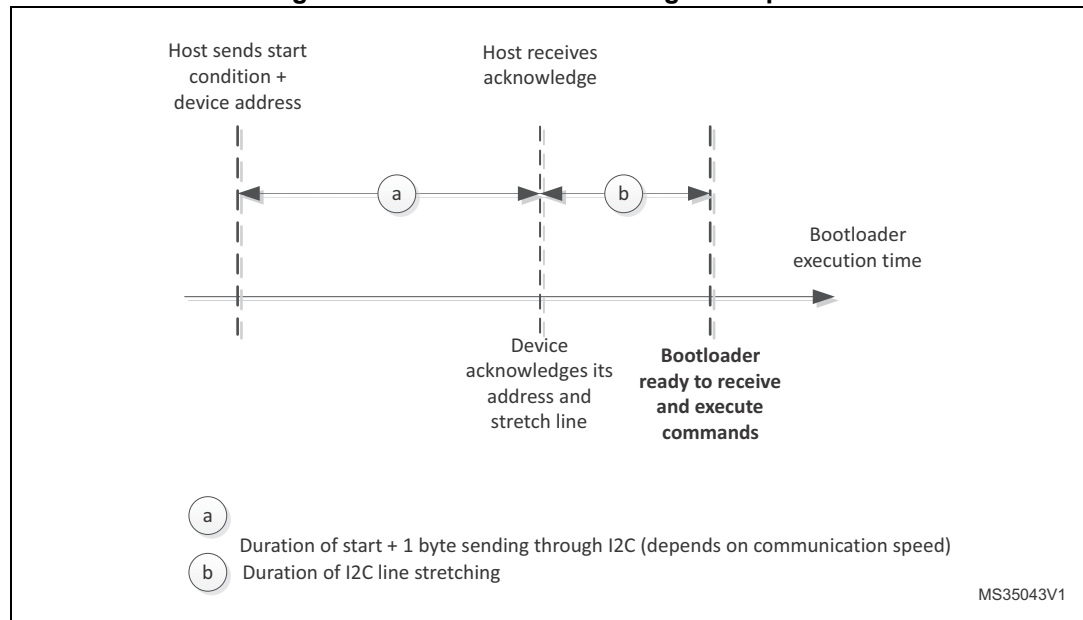 Host sends start
condition +
device address
Host receives
acknowledge
a
b
Bootloader
execution time
Device
acknowledges its
address and
stretch line
Bootloader
ready to receive
and execute
commands
a
Duration of start + 1 byte sending through I2C (depends on communication speed)
b Duration of I2C line stretching
MS35043V1